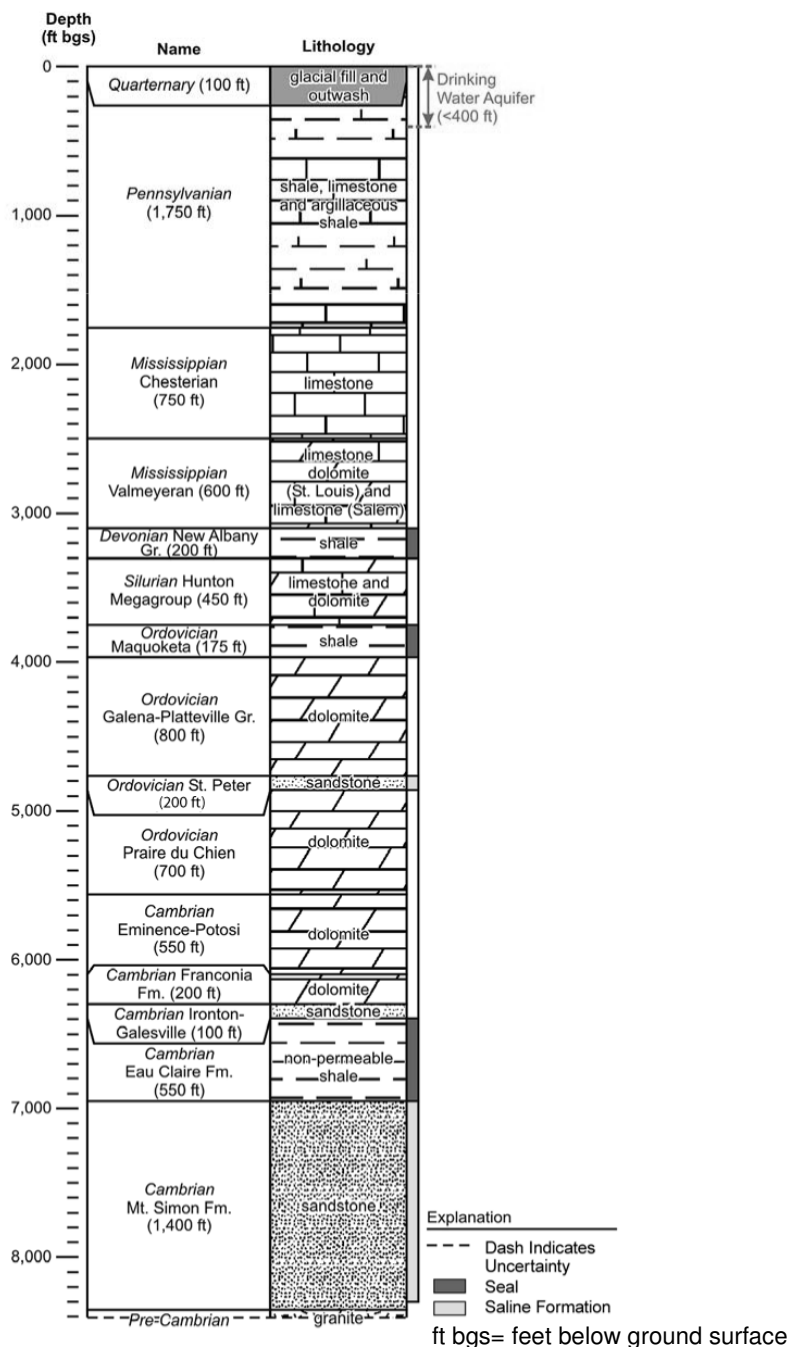 Depth
(ft bgs)
Name
Lithology
0
Quarternary (100 ft)
glacial fill and
outwash
Drinking
Water Aquifer
(<400 ft)
Pennsylvanian
(1,750 ft)
shale, limestone
and argillaceous
shale
1,000
2,000
Mississippian
Chesterian
(750 ft)
limestone
Mississippian
Valmeyeran (600 ft)
limestone
dolomite
(St. Louis) and
limestone (Salem)
3,000
Devonian New Albany
Gr. (200 ft)
shale
Silurian Hunton
Megagroup (450 ft)
limestone and
dolomite
Ordovician
Maquoketa (175 ft)
shale
4,000
Ordovician
Galena-Platteville Gr.
(800 ft)
dolomite
Ordovician St. Peter
(200 ft)
sandstone
5,000
Ordovician
Praire du Chien
(700 ft)
dolomite
Cambrian
Eminence-Potosi
(550 ft)
dolomite
6,000
Cambrian Franconia
Fm. (200 ft)
dolomite
Cambrian Ironton-
Galesville (100 ft)
sandstone
Cambrian
Eau Claire Fm.
(550 ft)
non-permeable
shale
7,000
Cambrian
Mt. Simon Fm.
(1,400 ft)
sandstone
8,000
Pre-Cambrian
granite
Explanation
Dash Indicates
Uncertainty
Seal
Saline Formation
ft bgs= feet below ground surface